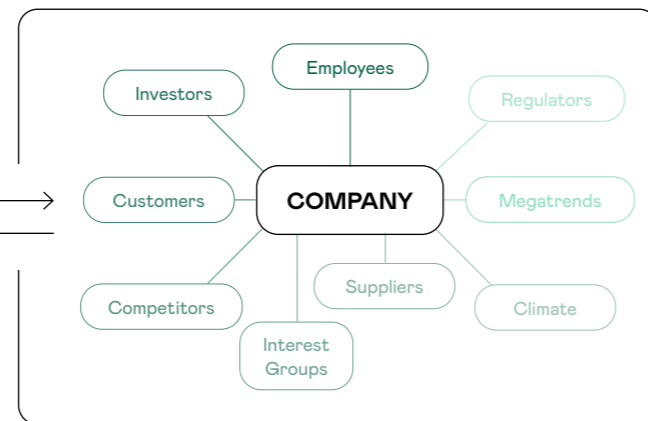 Employees
Investors
Regulators
Customers
COMPANY
Megatrends
Suppliers
Competitors
Climate
Interest
Groups